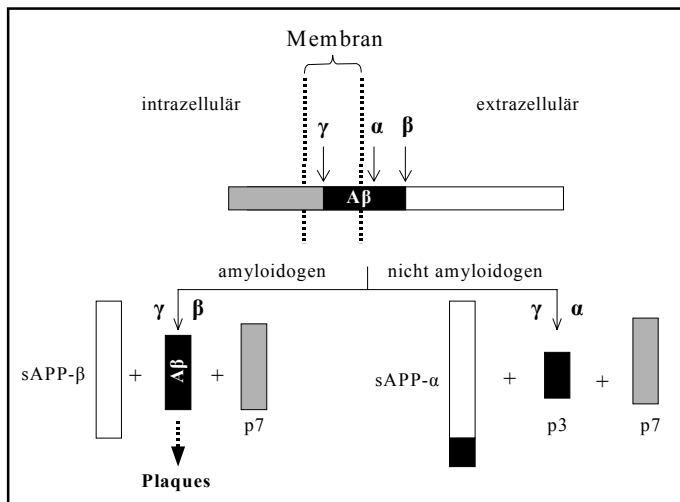 Membran
intrazellulär extrazellulär
γ α β
Aβ
amyloidogen nicht amyloidogen
γ β γ α
sAPP-β + Aβ + sAPP-α + +
p7 p3 p7
Plaques